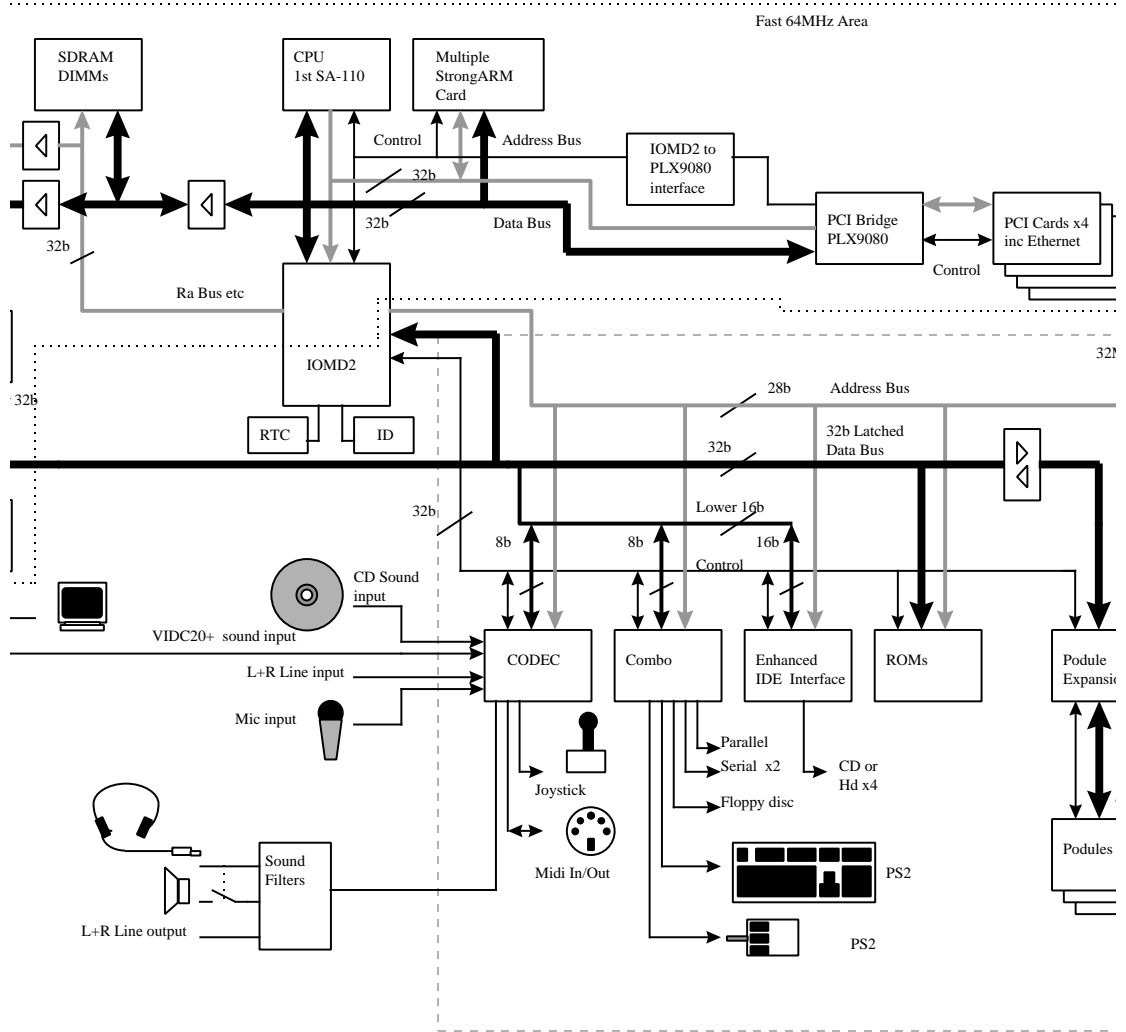 Fast 64MHz Area
SDRAM
DIMMs
CPU
1st SA-110
Multiple
StrongARM
Card
Control
Address Bus
IOMD2 to
PLX9080
interface
32b
32b
32b
Data Bus
PCI Bridge
PLX9080
PCI Cards x4
inc Ethernet
Control
32b
Ra Bus etc
IOMD2
32M
32b
28b
Address Bus
RTC
ID
32b Latched
Data Bus
32b
32b
Lower 16b
8b
8b
16b
Control
CD Sound
input
VIDC20+ sound input
L+R Line input
Mic input
CODEC
Combo
Enhanced
IDE Interface
ROMs
Podule
Expansio
Parallel
Serial x2
Floppy disc
CD or
Hd x4
Joystick
Midi In/Out
Sound
Filters
PS2
Podules
L+R Line output
PS2